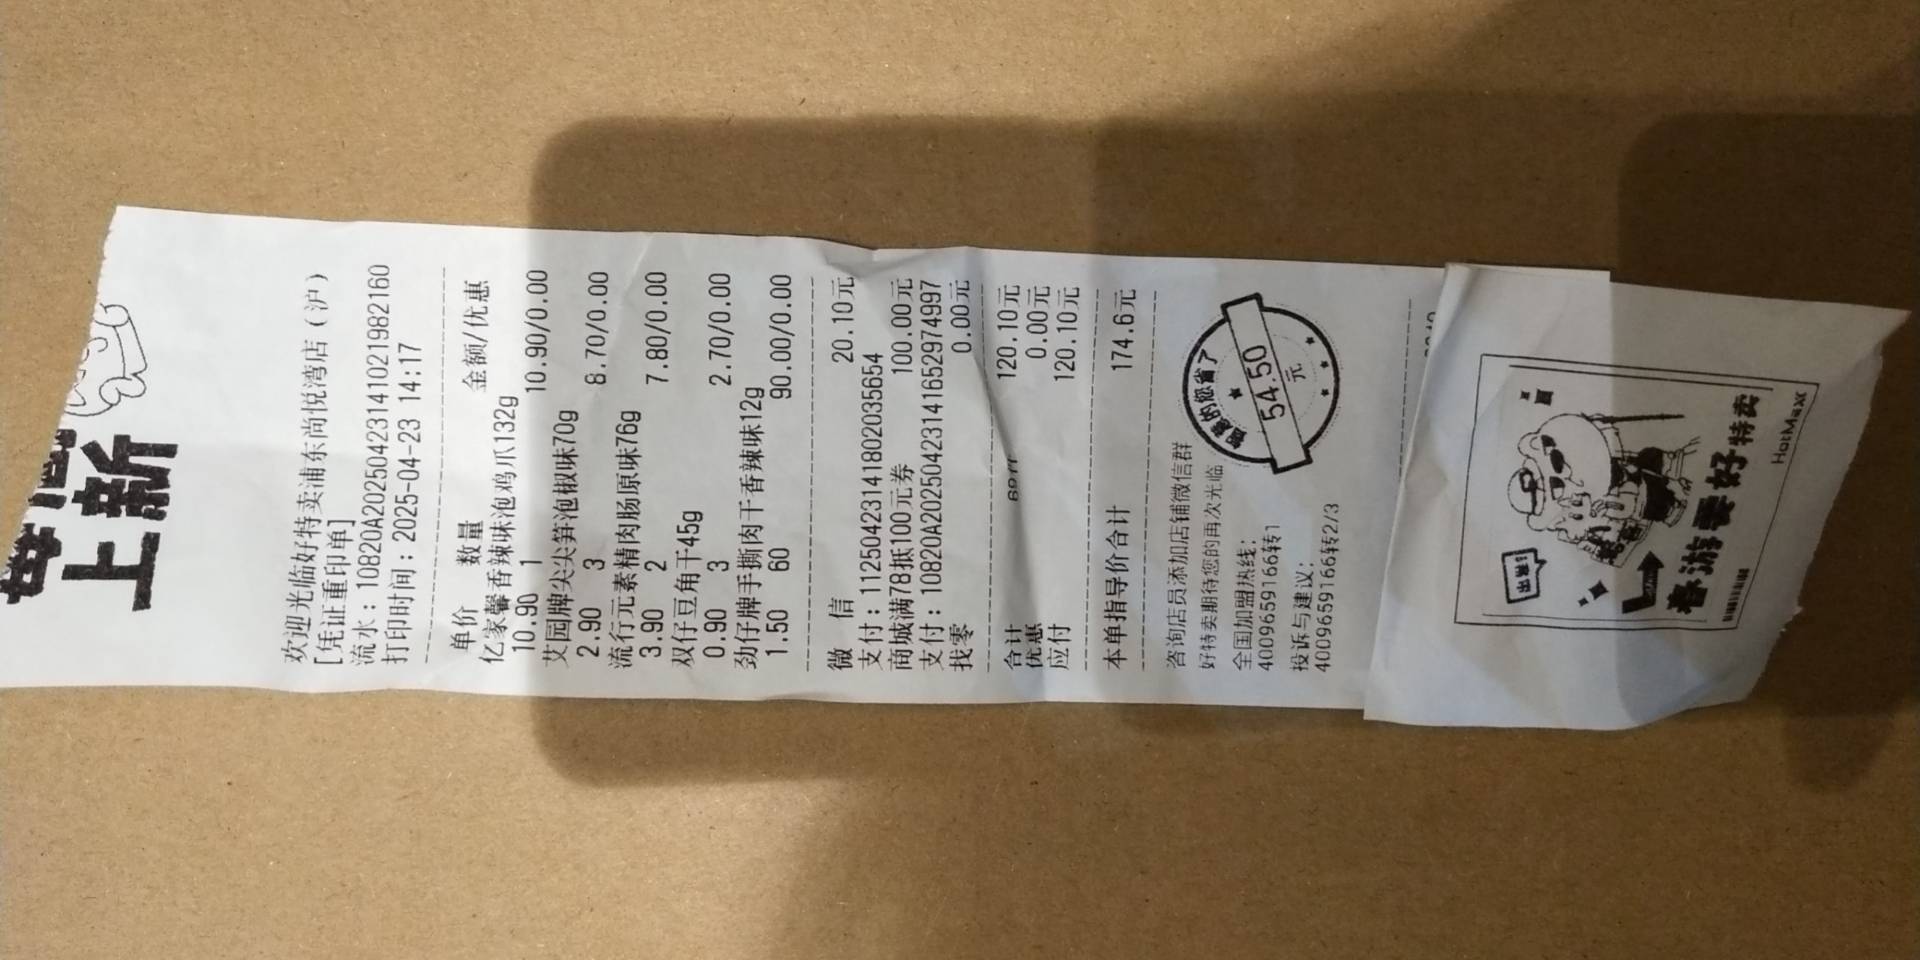 上新
欢迎光临好特卖浦东尚悦湾店(沪)
[凭证重印单]
流水:10820A2025042314110219821​60
打印时间:2025-04-23 14:17
单价 数量 金额/优惠
亿家馨香辣味泡鸡爪132g
10.90 1 10.90/0.00
艾园牌尖尖笋泡椒味70g
2.90 3 8.70/0.00
流行元素精肉肠原味76g
3.90 2 7.80/0.00
双仔豆角干45g
0.90 3 2.70/0.00
劲仔牌手撕肉干香辣味12g
1.50 60 90.00/0.00
微 信 20.10元
支付:112504231418020356​54
商城满78抵100元券 100.00元
支付:10820A20250423141652974997
找零 0.00元
合计 120.10元
优惠 0.00元
应付 120.10元
本单指导价合计 174.6元
咨询店员添加店铺微信群
好特卖期待您的再次光临
全国加盟热线:
4009659166转1
投诉与建议:
4009659166转2/3
智慧的您省了
54.50
元
出游啦
春游要好特卖
HotMaxx